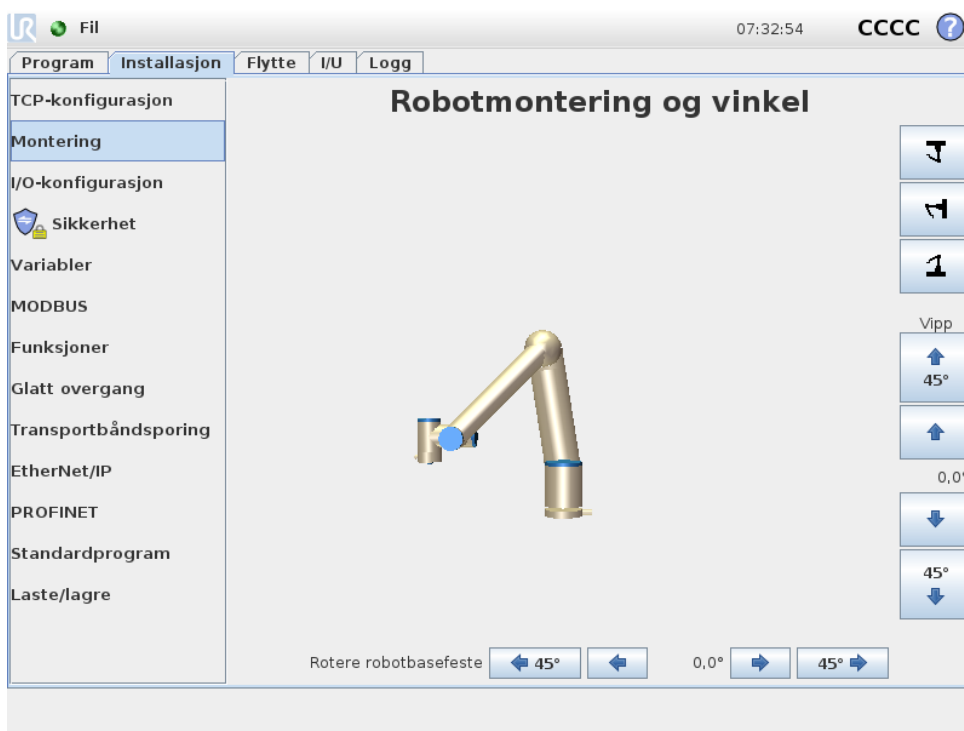 UR Fil 07:32:54 CCCC ?
Program Installasjon Flytte I/U Logg
TCP-konfigurasjon
Montering
I/O-konfigurasjon
Sikkerhet
Variabler
MODBUS
Funksjoner
Glatt overgang
Transportbåndsporing
EtherNet/IP
PROFINET
Standardprogram
Laste/lagre
Robotmontering og vinkel
Vipp
45°
0,0°
45°
Rotere robotbasefeste 45° 0,0° 45°